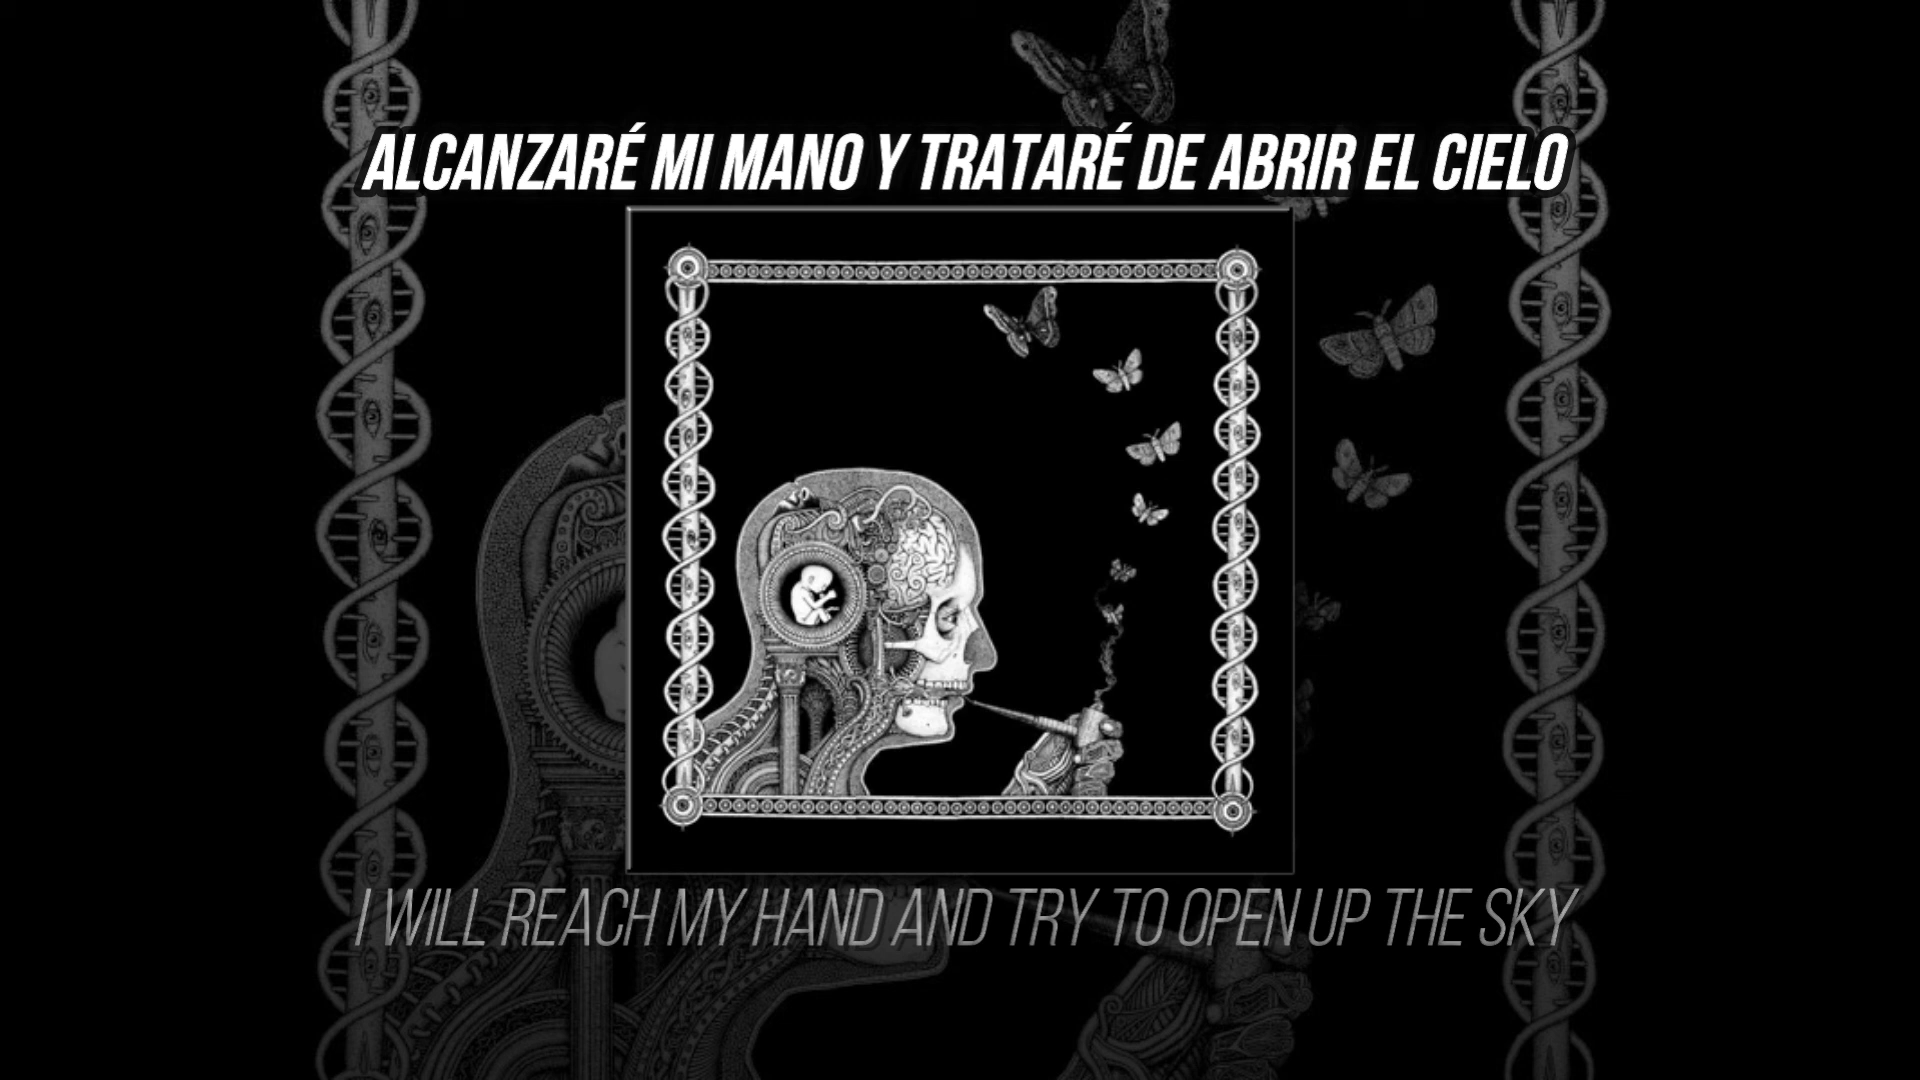 ALCANZARÉ MI MANO Y TRATARÉ DE ABRIR EL CIELO
I WILL REACH MY HAND AND TRY TO OPEN UP THE SKY